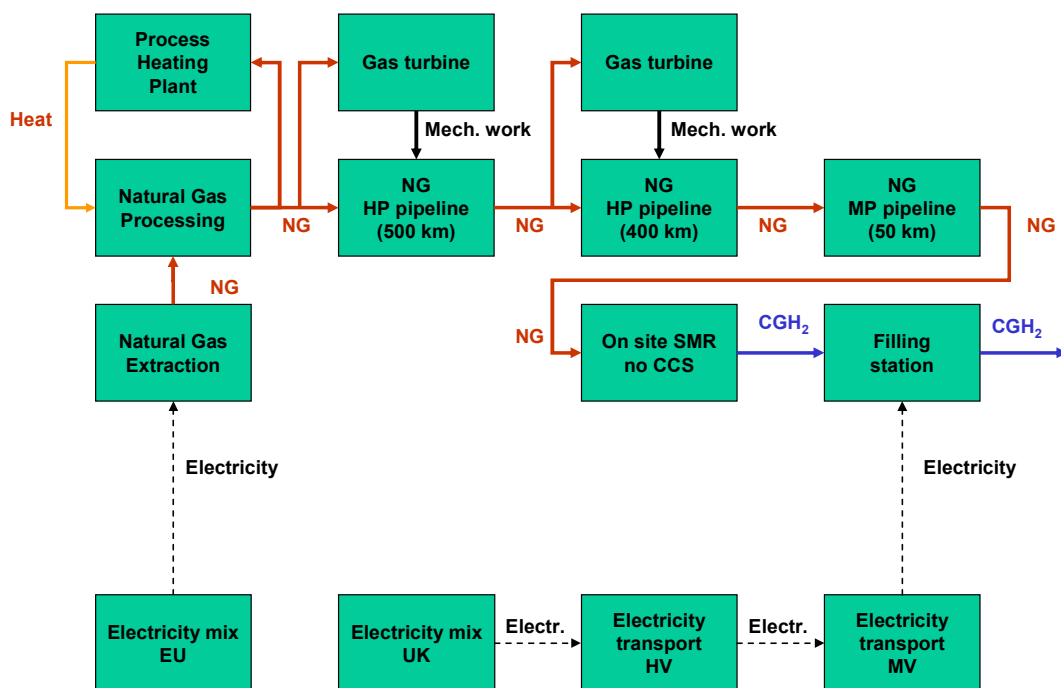 Process
Heating
Plant
Gas turbine
Gas turbine
Heat
Mech. work
Mech. work
Natural Gas
Processing
NG
NG
HP pipeline
(500 km)
NG
NG
HP pipeline
(400 km)
NG
NG
MP pipeline
(50 km)
NG
NG
Natural Gas
Extraction
NG
On site SMR
no CCS
CGH₂
Filling
station
CGH₂
Electricity
Electricity
Electricity mix
EU
Electricity mix
UK
Electr.
Electricity
transport
HV
Electr.
Electricity
transport
MV